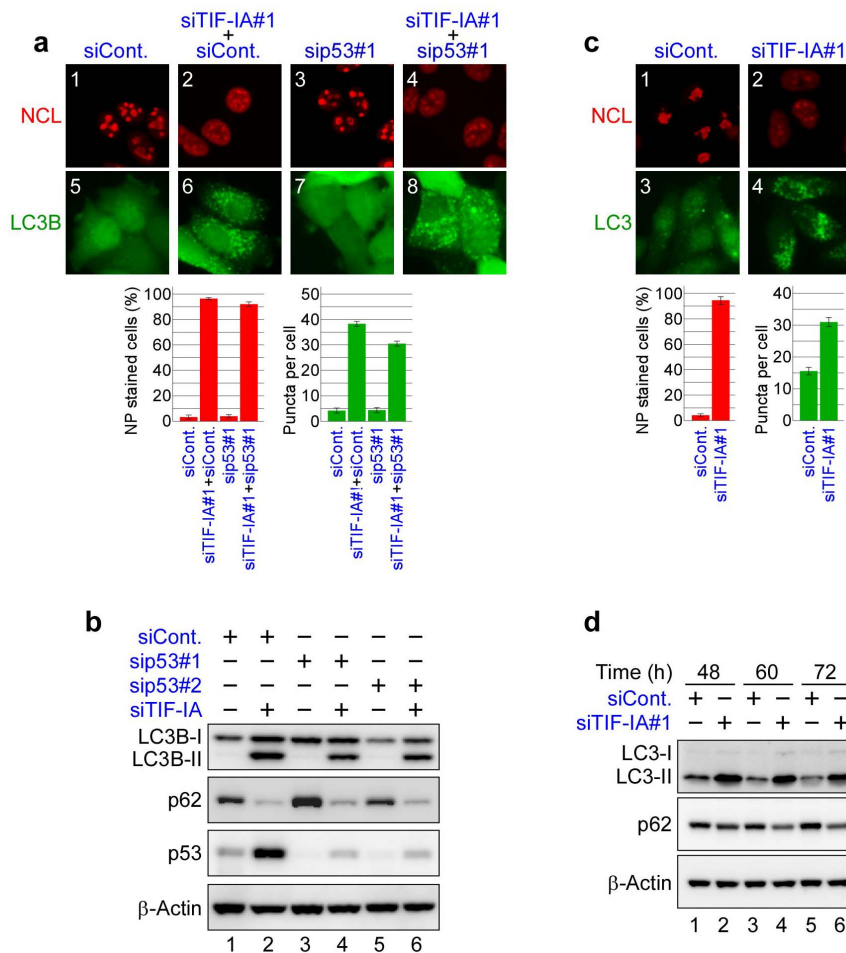 a
siCont.
siTIF-IA#1
+
siCont.
sip53#1
siTIF-IA#1
+
sip53#1
NCL
1
2
3
4
LC3B
5
6
7
8
NP stained cells (%)
100
80
60
40
20
0
siCont.
siTIF-IA#1+siCont.
sip53#1
siTIF-IA#1+sip53#1
Puncta per cell
50
40
30
20
10
0
siCont.
siTIF-IA#!+siCont.
sip53#1
siTIF-IA#1+sip53#1
c
siCont.
siTIF-IA#1
NCL
1
2
LC3
3
4
NP stained cells (%)
100
80
60
40
20
0
siCont.
siTIF-IA#1
Puncta per cell
40
30
20
10
0
siCont.
siTIF-IA#1
b
siCont. + + – – – –
sip53#1 – – + + – –
sip53#2 – – – – + +
siTIF-IA – + – + – +
LC3B-I
LC3B-II
p62
p53
β-Actin
1 2 3 4 5 6
d
Time (h) 48 60 72
siCont. + – + – + –
siTIF-IA#1 – + – + – +
LC3-I
LC3-II
p62
β-Actin
1 2 3 4 5 6